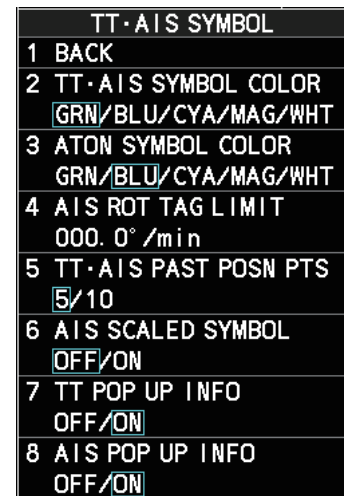 TT·AIS SYMBOL
1 BACK
2 TT·AIS SYMBOL COLOR
GRN/BLU/CYA/MAG/WHT
3 ATON SYMBOL COLOR
GRN/BLU/CYA/MAG/WHT
4 AIS ROT TAG LIMIT
000.0°/min
5 TT·AIS PAST POSN PTS
5/10
6 AIS SCALED SYMBOL
OFF/ON
7 TT POP UP INFO
OFF/ON
8 AIS POP UP INFO
OFF/ON